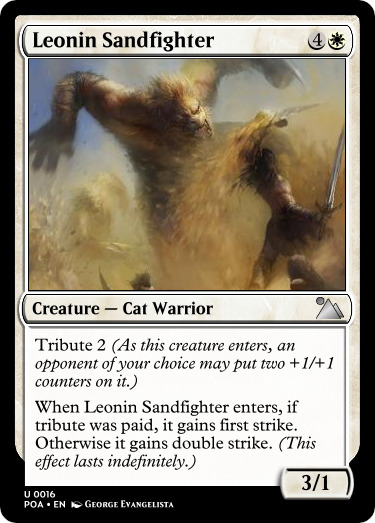 Leonin Sandfighter 4
Creature — Cat Warrior
Tribute 2 (As this creature enters, an
opponent of your choice may put two +1/+1
counters on it.)
When Leonin Sandfighter enters, if
tribute was paid, it gains first strike.
Otherwise it gains double strike. (This
effect lasts indefinitely.)
3/1
U 0016
POA • EN George Evangelista